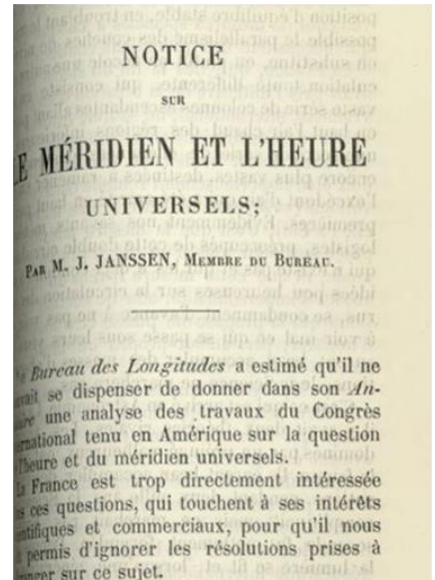 NOTICE
SUR
LE MÉRIDIEN ET L'HEURE
UNIVERSELS;
PAR M. J. JANSSEN, MEMBRE DU BUREAU.
Bureau des Longitudes a estimé qu'il ne
se dispenser de donner dans son An-
une analyse des travaux du Congrès
tenu en Amérique sur la question
et du méridien universels.
France est trop directement intéressée
ces questions, qui touchent à ses intérêts
et commerciaux, pour qu'il nous
permis d'ignorer les résolutions prises à
sur ce sujet.